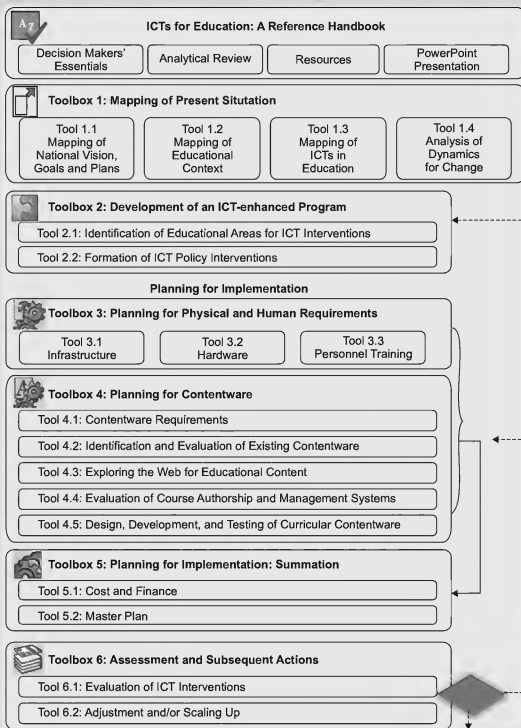 ICTs for Education: A Reference Handbook
Decision Makers'
Essentials
Analytical Review
Resources
PowerPoint
Presentation
Toolbox 1: Mapping of Present Situtation
Tool 1.1
Mapping of
National Vision,
Goals and Plans
Tool 1.2
Mapping of
Educational
Context
Tool 1.3
Mapping of
ICTs in
Education
Tool 1.4
Analysis of
Dynamics
for Change
Toolbox 2: Development of an ICT-enhanced Program
Tool 2.1: Identification of Educational Areas for ICT Interventions
Tool 2.2: Formation of ICT Policy Interventions
Planning for Implementation
Toolbox 3: Planning for Physical and Human Requirements
Tool 3.1
Infrastructure
Tool 3.2
Hardware
Tool 3.3
Personnel Training
Toolbox 4: Planning for Contentware
Tool 4.1: Contentware Requirements
Tool 4.2: Identification and Evaluation of Existing Contentware
Tool 4.3: Exploring the Web for Educational Content
Tool 4.4: Evaluation of Course Authorship and Management Systems
Tool 4.5: Design, Development, and Testing of Curricular Contentware
Toolbox 5: Planning for Implementation: Summation
Tool 5.1: Cost and Finance
Tool 5.2: Master Plan
Toolbox 6: Assessment and Subsequent Actions
Tool 6.1: Evaluation of ICT Interventions
Tool 6.2: Adjustment and/or Scaling Up